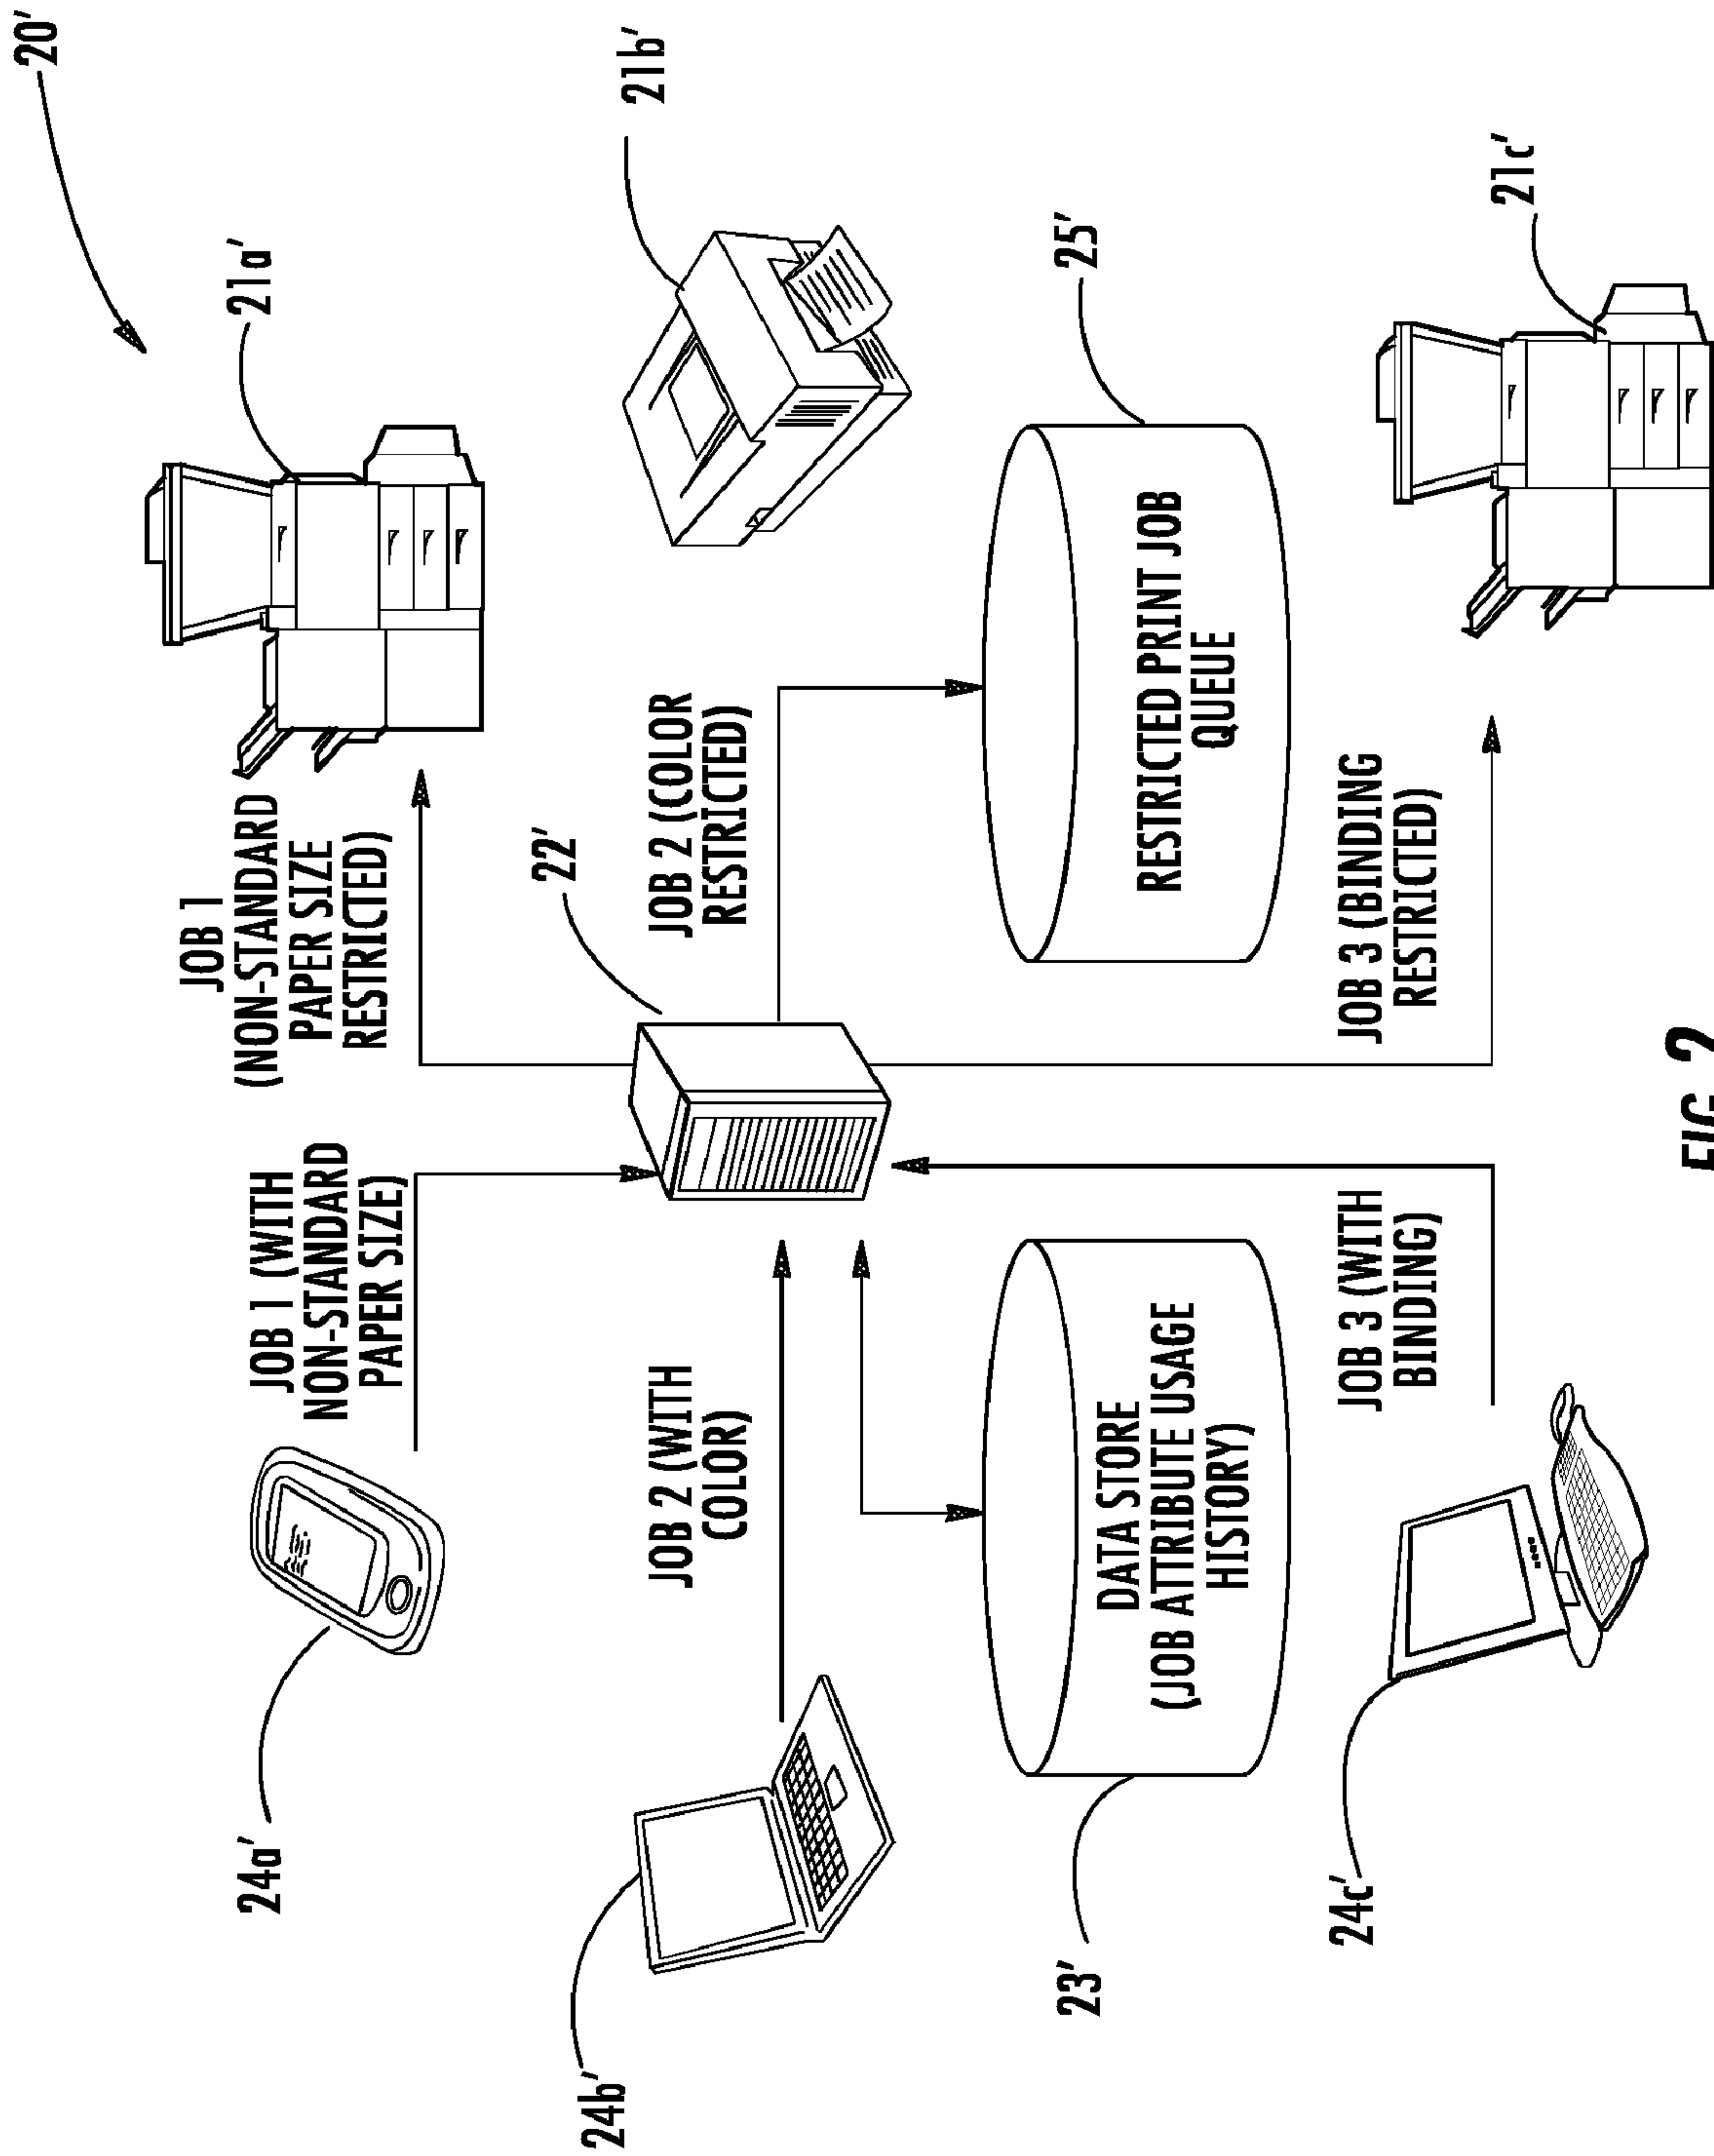 20'
21a'
21b'
21c'
JOB 1
(NON-STANDARD
PAPER SIZE
RESTRICTED)
JOB 1 (WITH
NON-STANDARD
PAPER SIZE)
24a'
22'
JOB 2 (COLOR
RESTRICTED)
JOB 2 (WITH
COLOR)
24b'
25'
RESTRICTED PRINT JOB
QUEUE
DATA STORE
(JOB ATTRIBUTE USAGE
HISTORY)
23'
JOB 3 (BINDING
RESTRICTED)
JOB 3 (WITH
BINDING)
24c'
FIG. 2